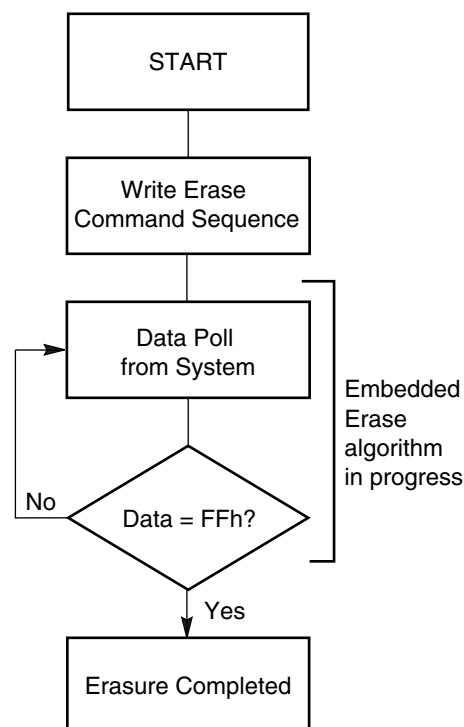 START
Write Erase
Command Sequence
Data Poll
from System
Embedded
Erase
algorithm
in progress
No
Data = FFh?
Yes
Erasure Completed